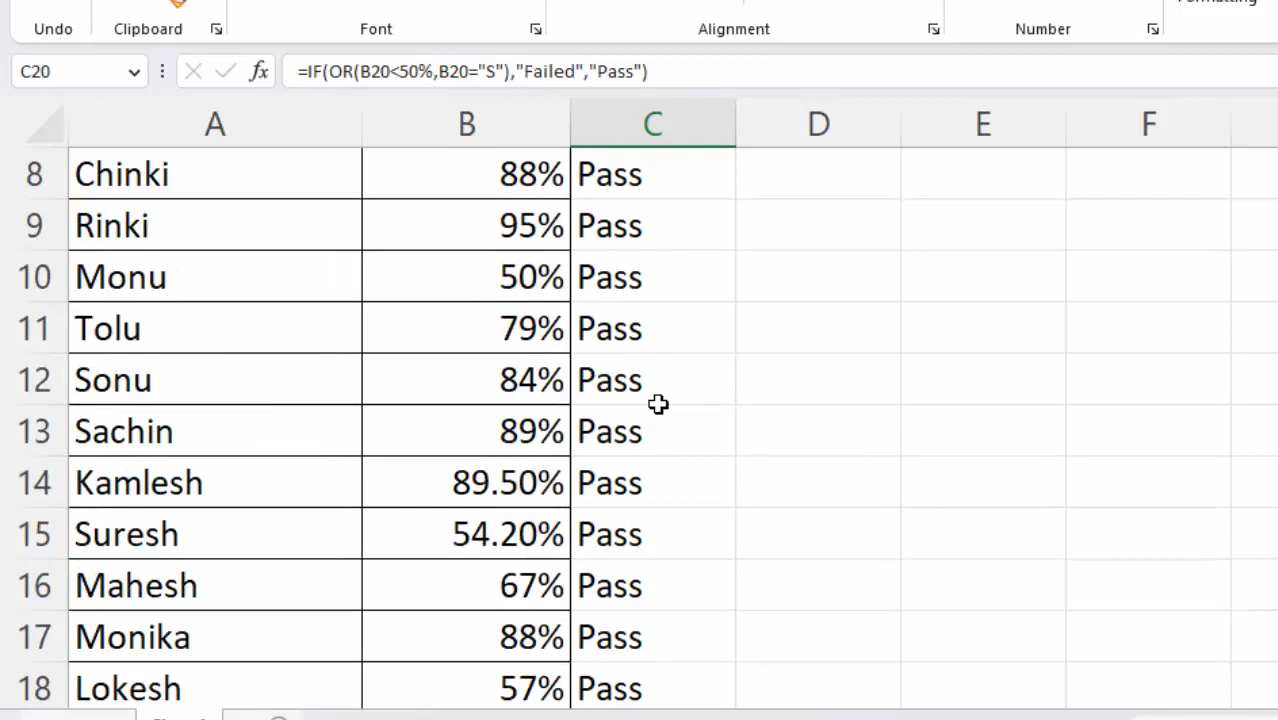 Undo Clipboard Font Alignment Number
C20 fx =IF(OR(B20<50%,B20="S"),"Failed","Pass")
A B C D E F
8 Chinki 88% Pass
9 Rinki 95% Pass
10 Monu 50% Pass
11 Tolu 79% Pass
12 Sonu 84% Pass
13 Sachin 89% Pass
14 Kamlesh 89.50% Pass
15 Suresh 54.20% Pass
16 Mahesh 67% Pass
17 Monika 88% Pass
18 Lokesh 57% Pass